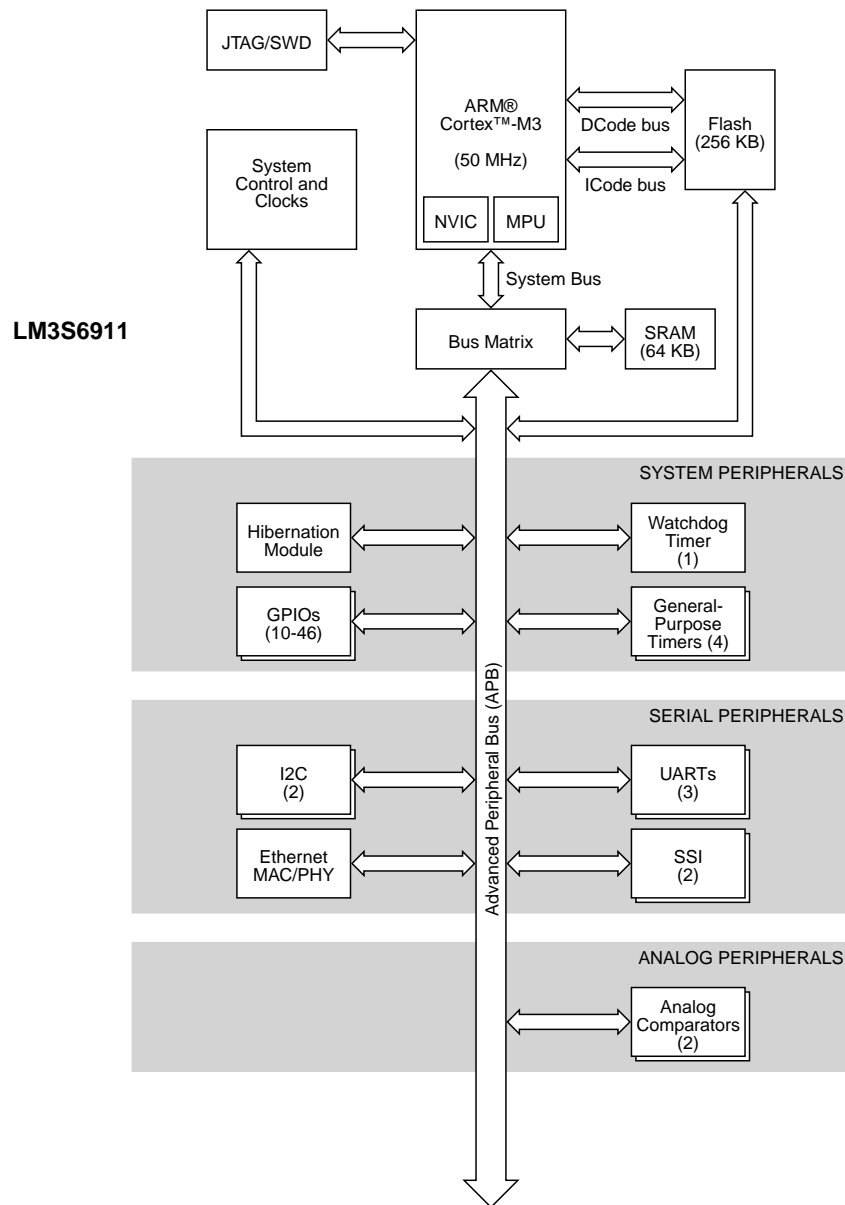 JTAG/SWD
ARM®
Cortex™-M3
(50 MHz)
NVIC
MPU
DCode bus
ICode bus
Flash
(256 KB)
System
Control and
Clocks
System Bus
LM3S6911
Bus Matrix
SRAM
(64 KB)
SYSTEM PERIPHERALS
Hibernation
Module
Watchdog
Timer
(1)
GPIOs
(10-46)
General-
Purpose
Timers (4)
Advanced Peripheral Bus (APB)
SERIAL PERIPHERALS
I2C
(2)
UARTs
(3)
Ethernet
MAC/PHY
SSI
(2)
ANALOG PERIPHERALS
Analog
Comparators
(2)